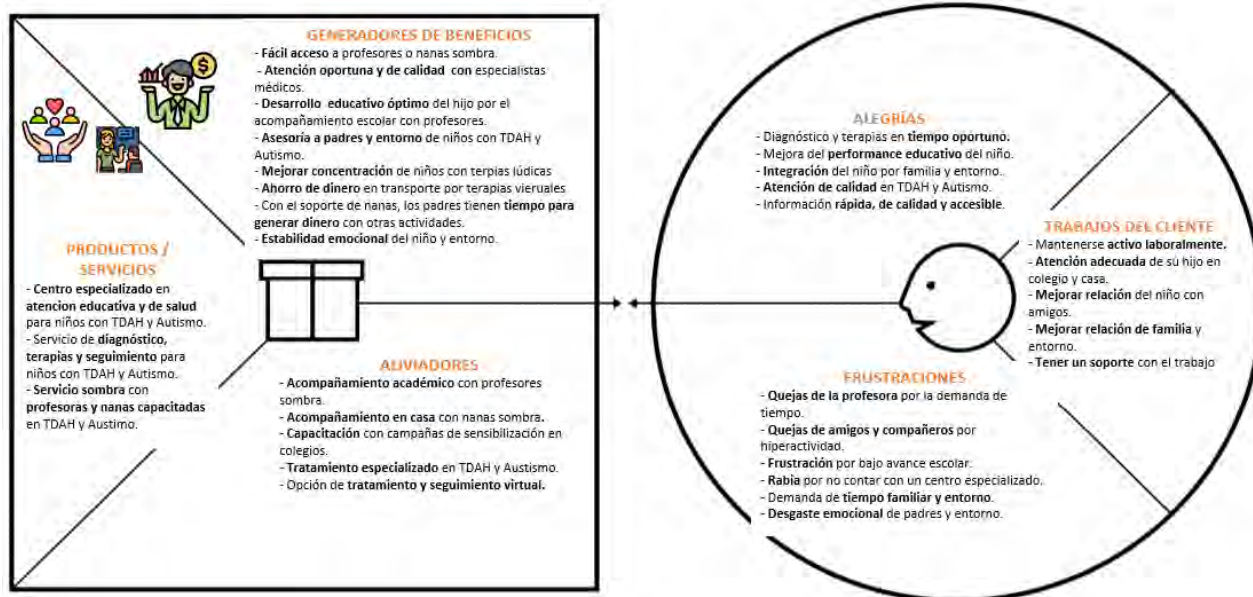 GENERADORES DE BENEFICIOS
- Fácil acceso a profesores o nanas sombra.
- Atención oportuna y de calidad con especialistas
médicos.
- Desarrollo educativo óptimo del hijo por el
acompañamiento escolar con profesores.
- Asesoría a padres y entorno de niños con TDAH y
Autismo.
- Mejorar concentración de niños con terpias lúdicas
- Ahorro de dinero en transporte por terapias vieruales
- Con el soporte de nanas, los padres tienen tiempo para
generar dinero con otras actividades.
- Estabilidad emocional del niño y entorno.
PRODUCTOS /
SERVICIOS
- Centro especializado en
atencion educativa y de salud
para niños con TDAH y Autismo.
- Servicio de diagnóstico,
terapias y seguimiento para
niños con TDAH y Autismo.
- Servicio sombra con
profesoras y nanas capacitadas
en TDAH y Austimo.
ALIVIADORES
- Acompañamiento académico con profesores
sombra.
- Acompañamiento en casa con nanas sombra.
- Capacitación con campañas de sensibilización en
colegios.
- Tratamiento especializado en TDAH y Austismo.
- Opción de tratamiento y seguimiento virtual.
ALEGRÍAS
- Diagnóstico y terapias en tiempo oportuno.
- Mejora del performance educativo del niño.
- Integración del niño por familia y entorno.
- Atención de calidad en TDAH y Autismo.
- Información rápida, de calidad y accesible.
TRABAJOS DEL CLIENTE
- Mantenerse activo laboralmente.
- Atención adecuada de su hijo en
colegio y casa.
- Mejorar relación del niño con
amigos.
- Mejorar relación de familia y
entorno.
- Tener un soporte con el trabajo
FRUSTRACIONES
- Quejas de la profesora por la demanda de
tiempo.
- Quejas de amigos y compañeros por
hiperactividad.
- Frustración por bajo avance escolar.
- Rabia por no contar con un centro especializado.
- Demanda de tiempo familiar y entorno.
- Desgaste emocional de padres y entorno.